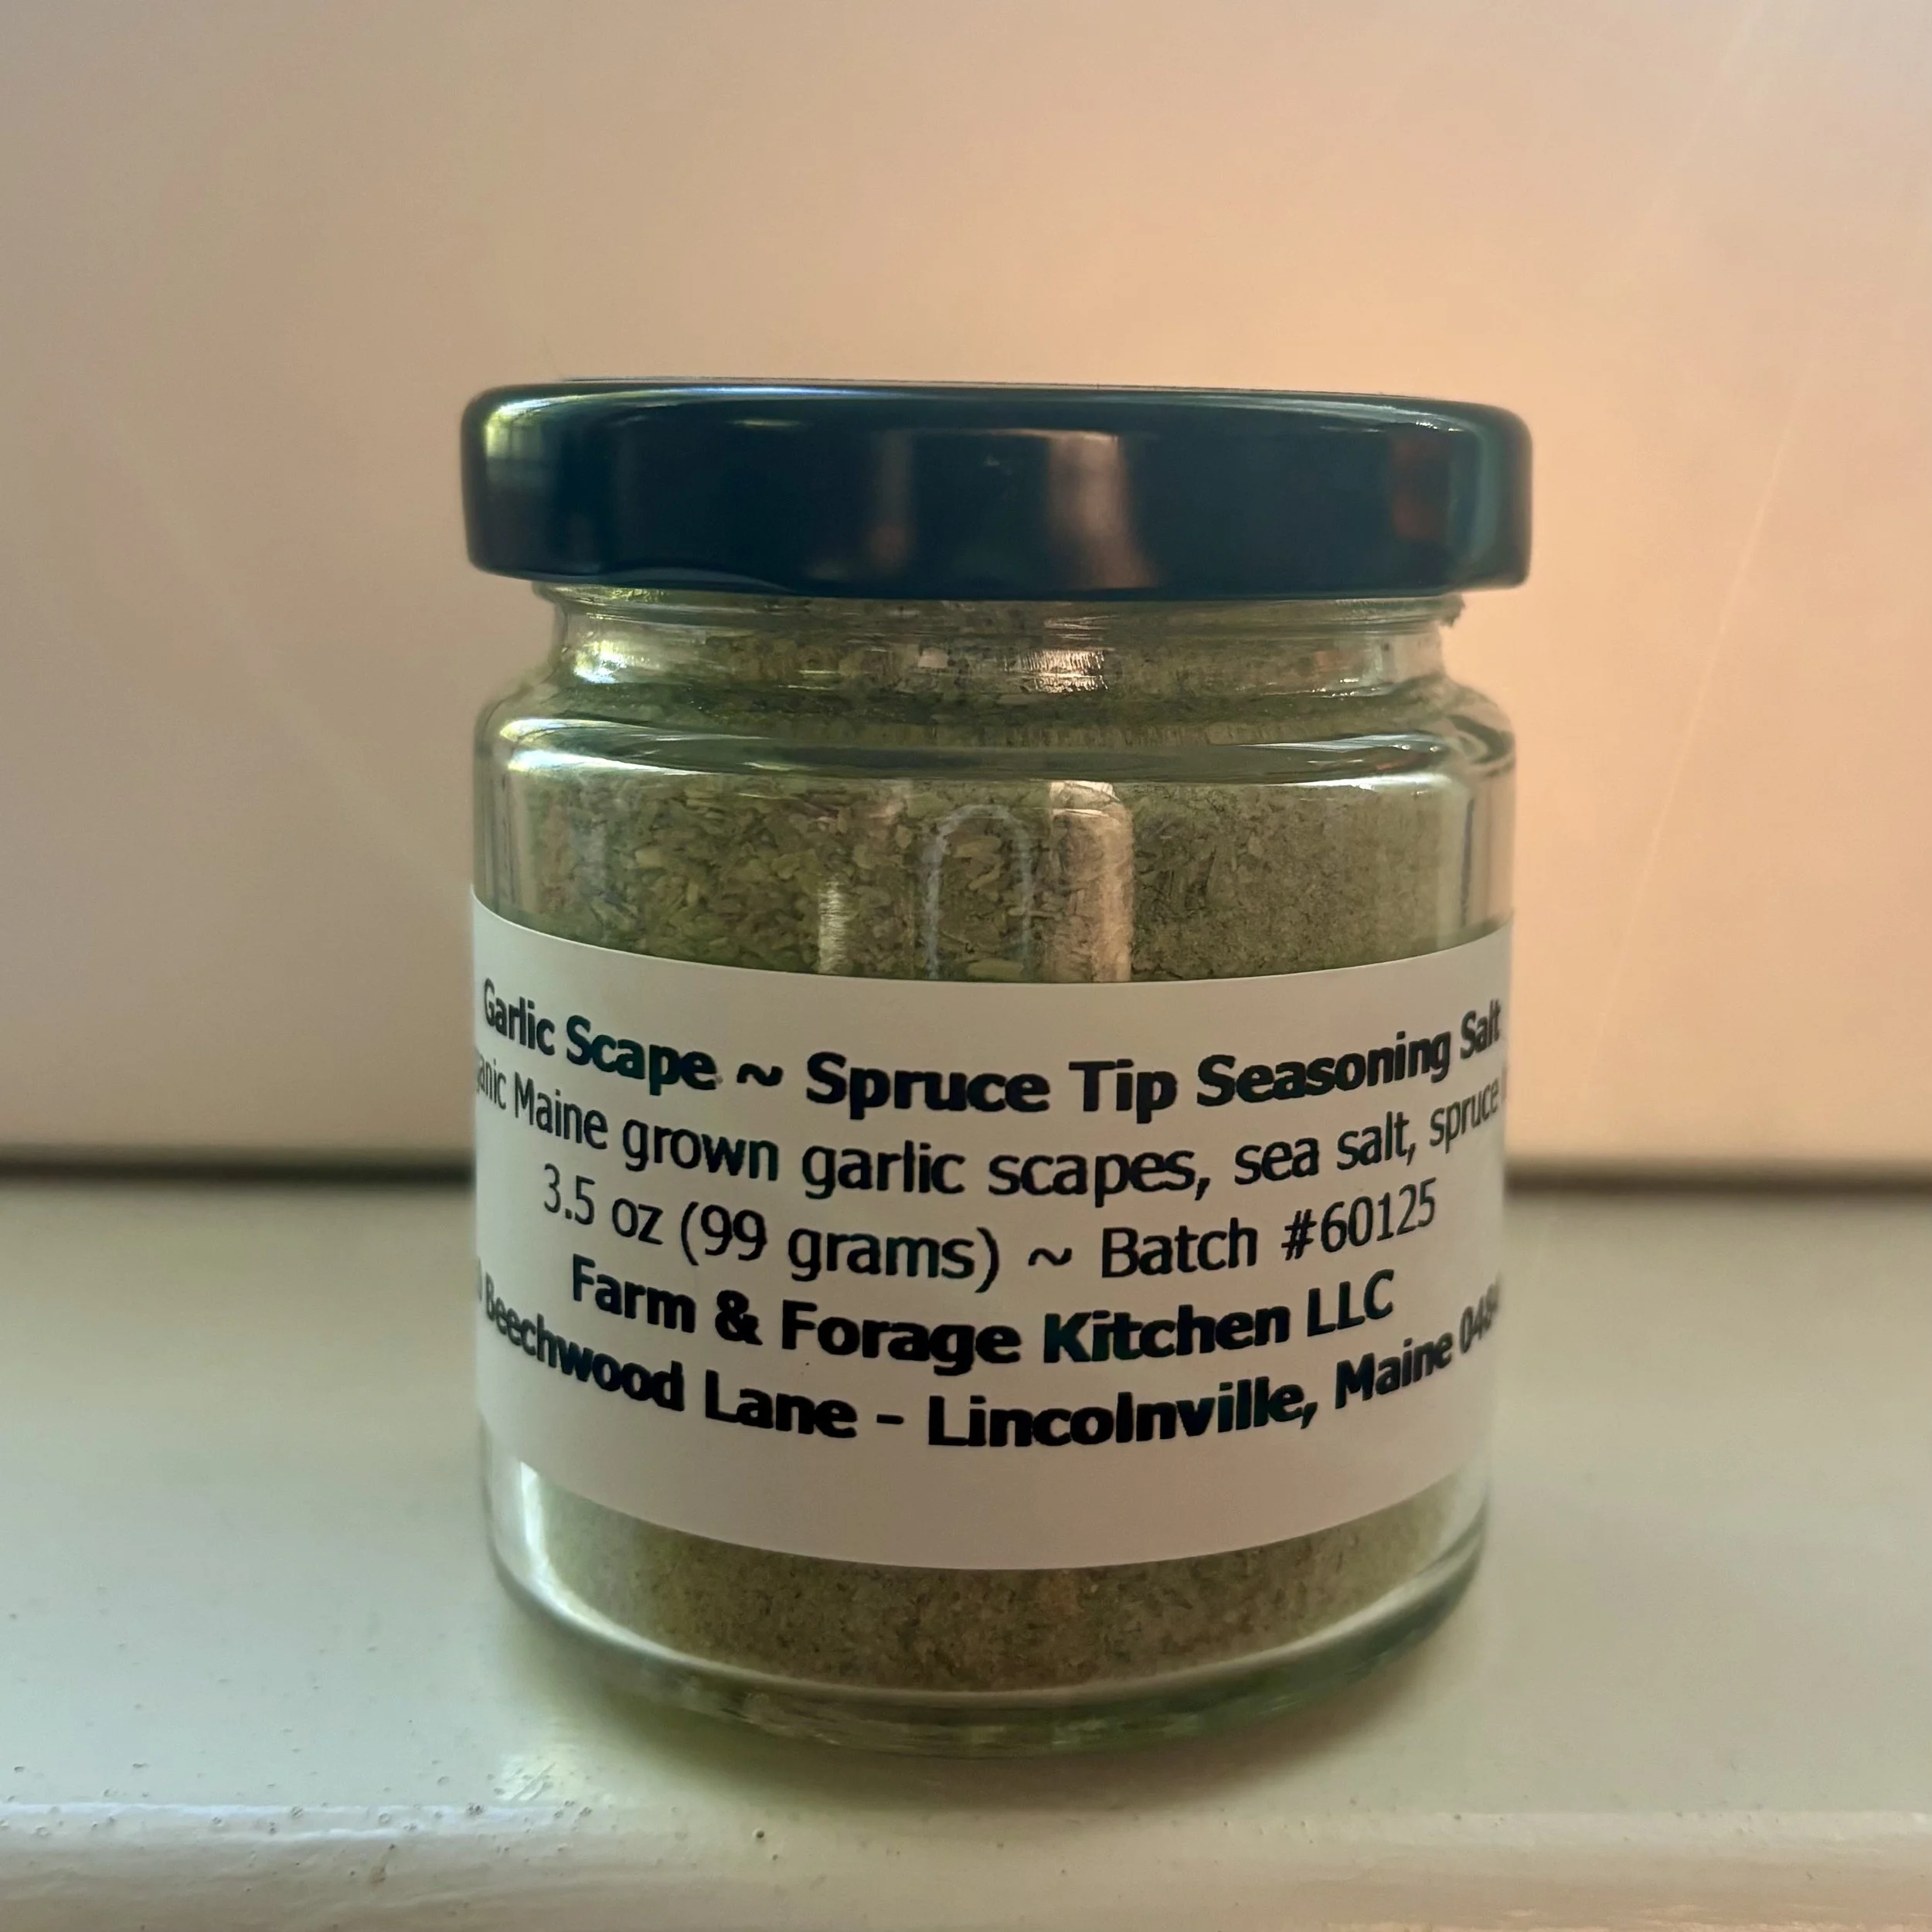 Garlic Scape ~ Spruce Tip Seasoning Salt
Maine grown garlic scapes, sea salt, spruce
3.5 oz (99 grams) ~ Batch #60125
Farm & Forage Kitchen LLC
Beechwood Lane - Lincolnville, Maine